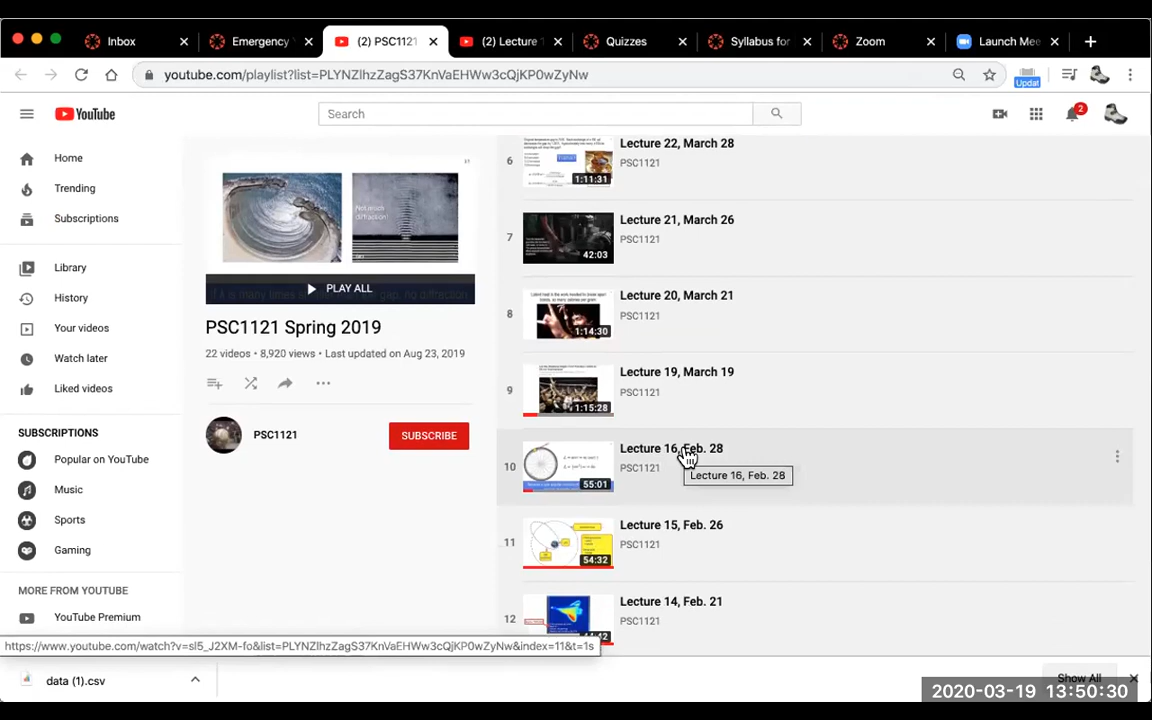 Inbox
Emergency
(2) PSC1121
(2) Lecture 1
Quizzes
Syllabus for
Zoom
Launch Mee
youtube.com/playlist?list=PLYNZlhzZagS37KnVaEHWw3cQjKP0wZyNw
Updat
YouTube
Search
2
Home
Trending
Subscriptions
Library
History
Your videos
Watch later
Liked videos
SUBSCRIPTIONS
Popular on YouTube
Music
Sports
Gaming
MORE FROM YOUTUBE
YouTube Premium
Not much
diffraction!
PLAY ALL
PSC1121 Spring 2019
22 videos • 8,920 views • Last updated on Aug 23, 2019
PSC1121
SUBSCRIBE
6
1:11:31
Lecture 22, March 28
PSC1121
7
42:03
Lecture 21, March 26
PSC1121
8
1:14:30
Lecture 20, March 21
PSC1121
9
1:15:28
Lecture 19, March 19
PSC1121
10
55:01
Lecture 16, Feb. 28
PSC1121
Lecture 16, Feb. 28
11
54:32
Lecture 15, Feb. 26
PSC1121
12
Lecture 14, Feb. 21
PSC1121
https://www.youtube.com/watch?v=sl5_J2XM-fo&list=PLYNZlhzZagS37KnVaEHWw3cQjKP0wZyNw&index=11&t=1s
data (1).csv
Show All
2020-03-19 13:50:30